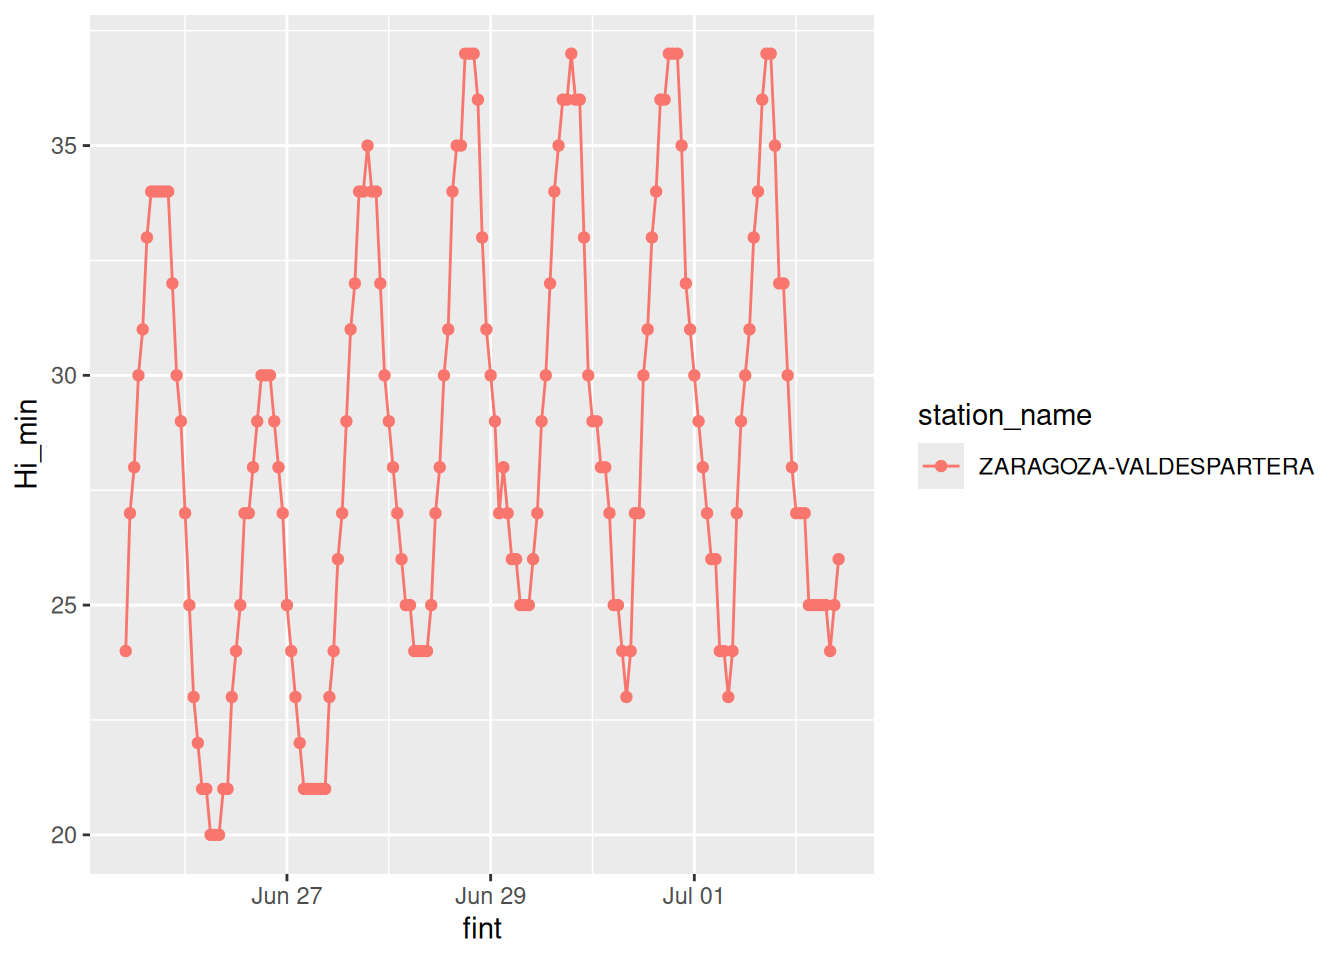 35
30
25
20
Hi_min
Jun 27
Jun 29
Jul 01
fint
station_name
ZARAGOZA-VALDESPARTERA